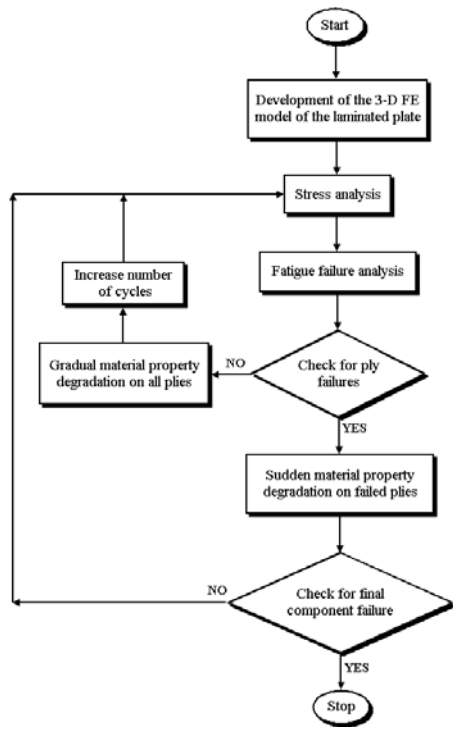 Start
Development of the 3-D FE
model of the laminated plate
Stress analysis
Increase number
of cycles
Fatigue failure analysis
Gradual material property
degradation on all plies
NO
Check for ply
failures
YES
Sudden material property
degradation on failed plies
NO
Check for final
component failure
YES
Stop